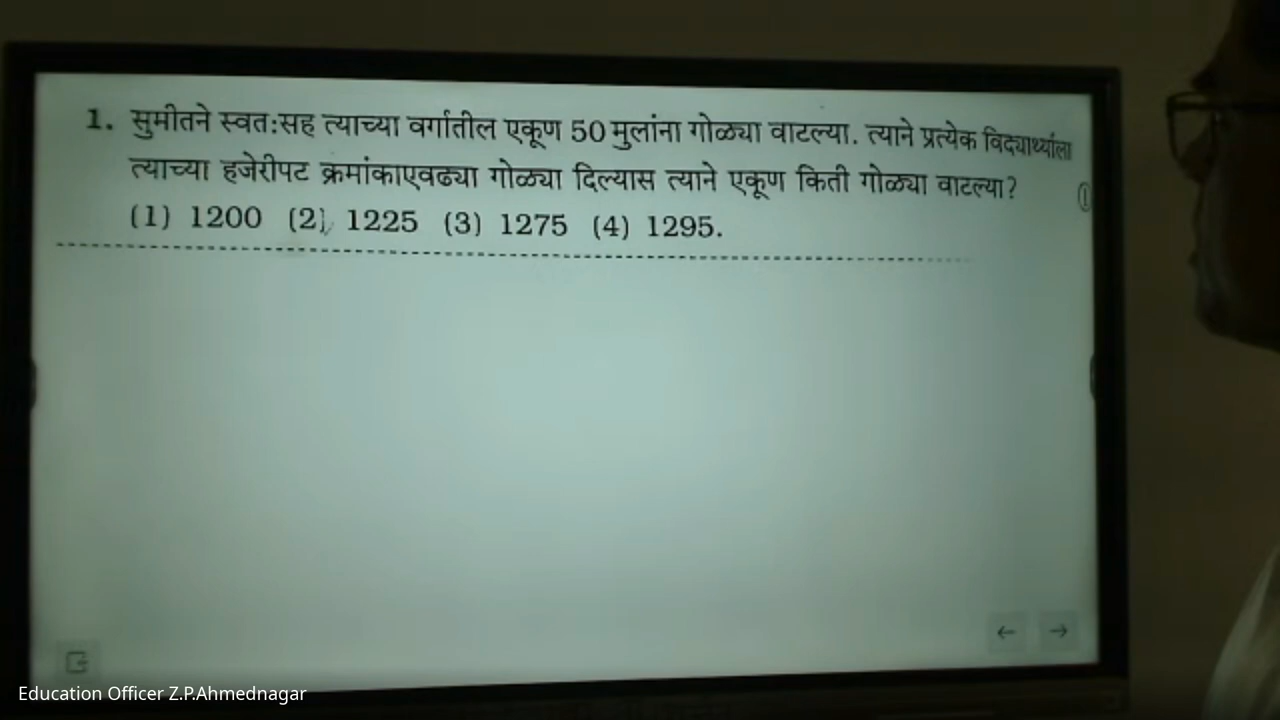 1. सुमीतने स्वतःसह त्याच्या वर्गातील एकूण 50 मुलांना गोळ्या वाटल्या. त्याने प्रत्येक विद्यार्थ्याला
त्याच्या हजेरीपट क्रमांकाएवढ्या गोळ्या दिल्यास त्याने एकूण किती गोळ्या वाटल्या?
(1) 1200 (2) 1225 (3) 1275 (4) 1295.
Education Officer Z.P.Ahmednagar